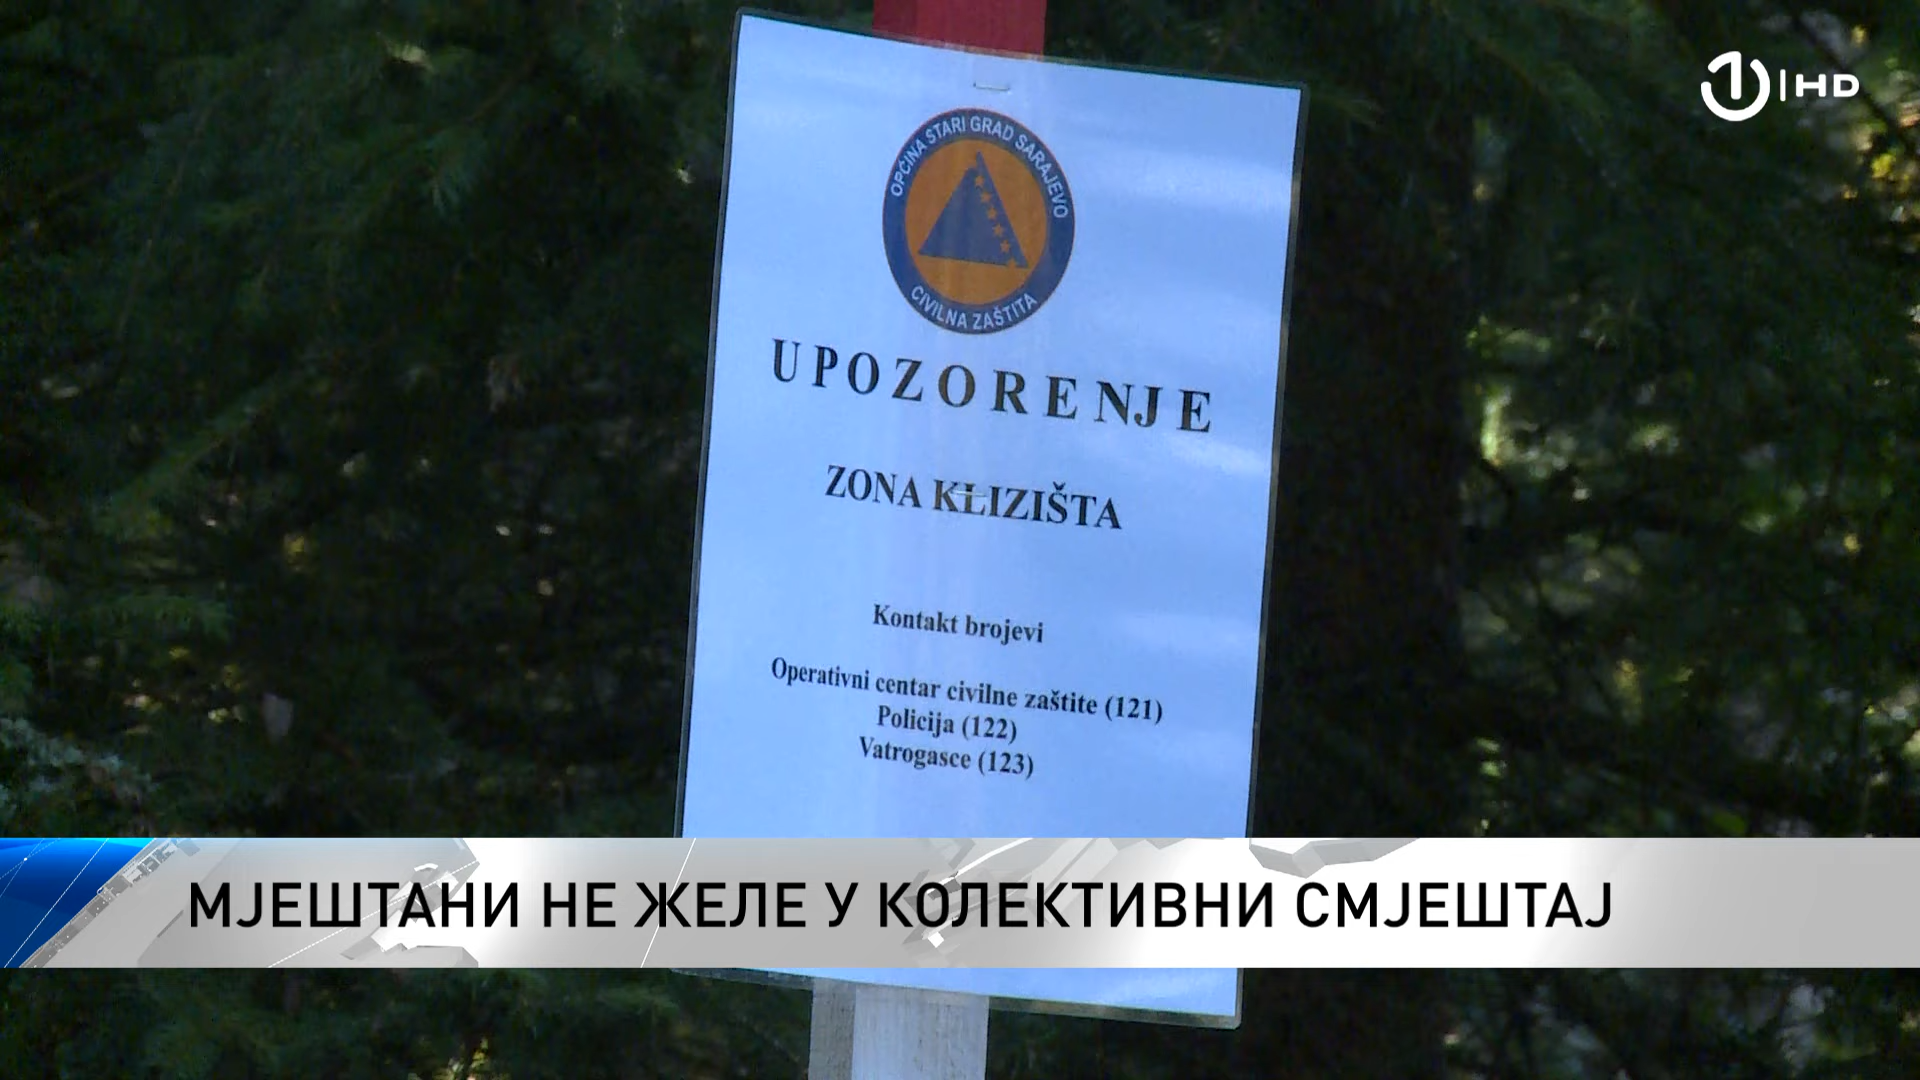 HD
OPĆINA STARI GRAD SARAJEVO
CIVILNA ZAŠTITA
UPOZORENJE
ZONA KLIZIŠTA
Kontakt brojevi
Operativni centar civilne zaštite (121)
Policija (122)
Vatrogasce (123)
МЈЕШТАНИ НЕ ЖЕЛЕ У КОЛЕКТИВНИ СМЈЕШТАЈ